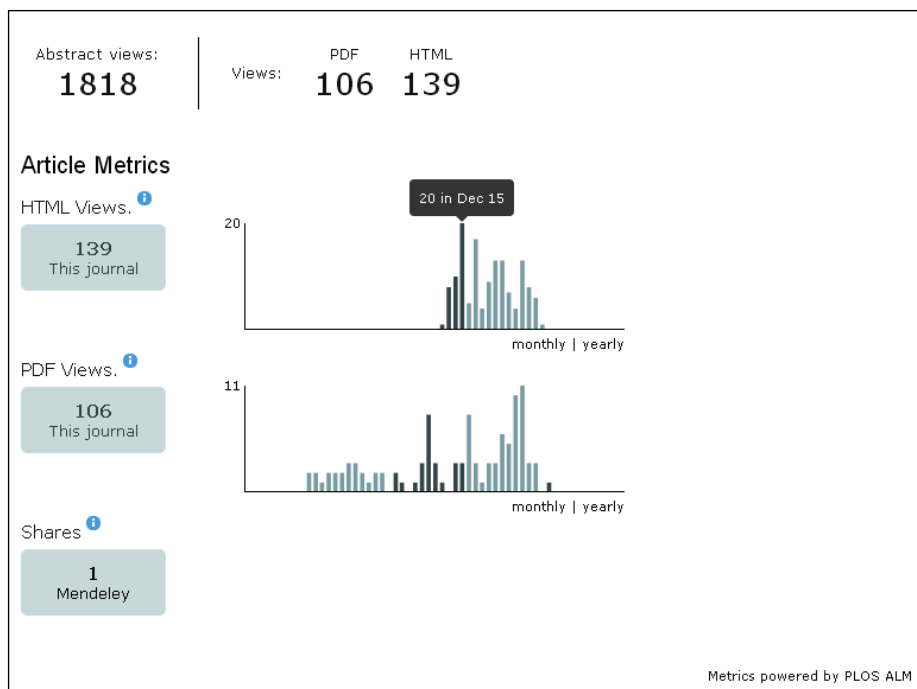 Abstract views:
1818
Views:
PDF
106
HTML
139
Article Metrics
HTML Views. i
139
This journal
20 in Dec 15
20
monthly | yearly
PDF Views. i
106
This journal
11
monthly | yearly
Shares i
1
Mendeley
Metrics powered by PLOS ALM